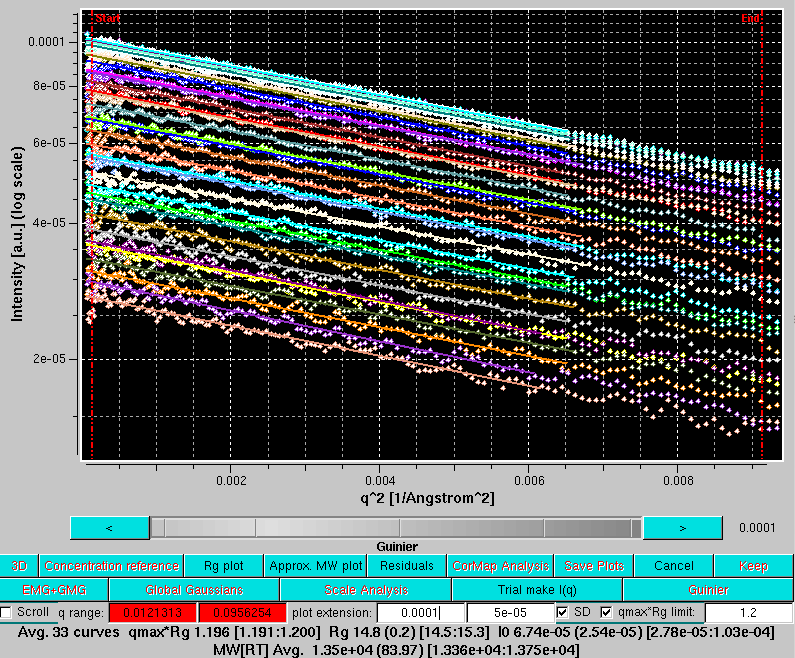 Start End
0.0001
8e-05
6e-05
4e-05
2e-05
Intensity [a.u.] (log scale)
0.002 0.004 0.006 0.008
q^2 [1/Angstrom^2]
< > 0.0001
Guinier
3D Concentration reference Rg plot Approx. MW plot Residuals CorMap Analysis Save Plots Cancel Keep
EMG+GMG Global Gaussians Scale Analysis Trial make I(q) Guinier
Scroll q range: 0.0121313 0.0956254 plot extension: 0.0001 5e-05 SD qmax*Rg limit: 1.2
Avg. 33 curves qmax*Rg 1.196 [1.191:1.200] Rg 14.8 (0.2) [14.5:15.3] I0 6.74e-05 (2.54e-05) [2.78e-05:1.03e-04]
MW[RT] Avg. 1.35e+04 (83.97) [1.336e+04:1.375e+04]